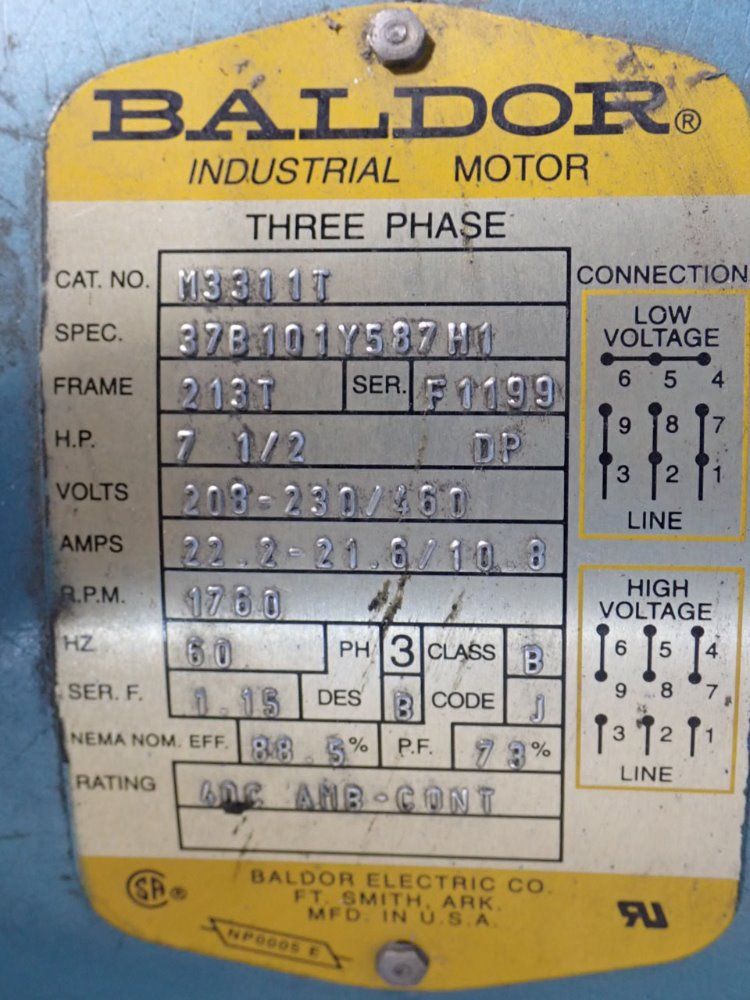 BALDOR®
INDUSTRIAL MOTOR
THREE PHASE
CAT. NO. M3311T
SPEC. 37B101Y587H1
FRAME 213T SER. F1199
H.P. 7 1/2 DP
VOLTS 208-230/460
AMPS 22.2-21.6/10.8
R.P.M. 1760
HZ 60 PH 3 CLASS B
SER. F. 1.15 DES B CODE J
NEMA NOM. EFF. 88.5% P.F. 73%
RATING 40C AMB-CONT
CONNECTION
LOW
VOLTAGE
6 5 4
9 8 7
3 2 1
LINE
HIGH
VOLTAGE
6 5 4
9 8 7
3 2 1
LINE
SA ®
BALDOR ELECTRIC CO.
FT. SMITH, ARK.
MFD. IN U.S.A.
NP0005 E
RU